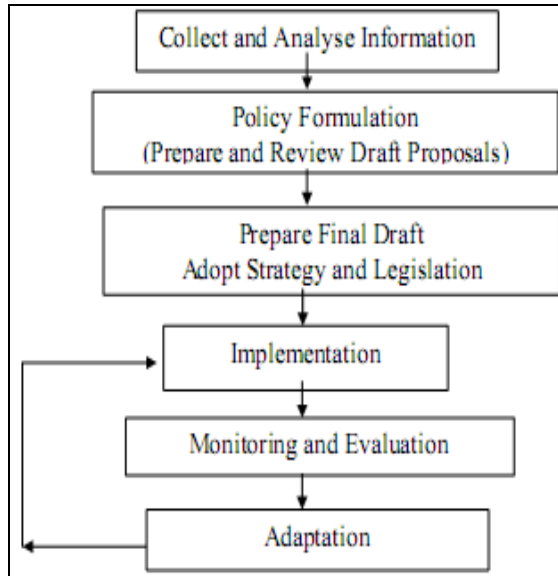 Collect and Analyse Information
Policy Formulation
(Prepare and Review Draft Proposals)
Prepare Final Draft
Adopt Strategy and Legislation
Implementation
Monitoring and Evaluation
Adaptation